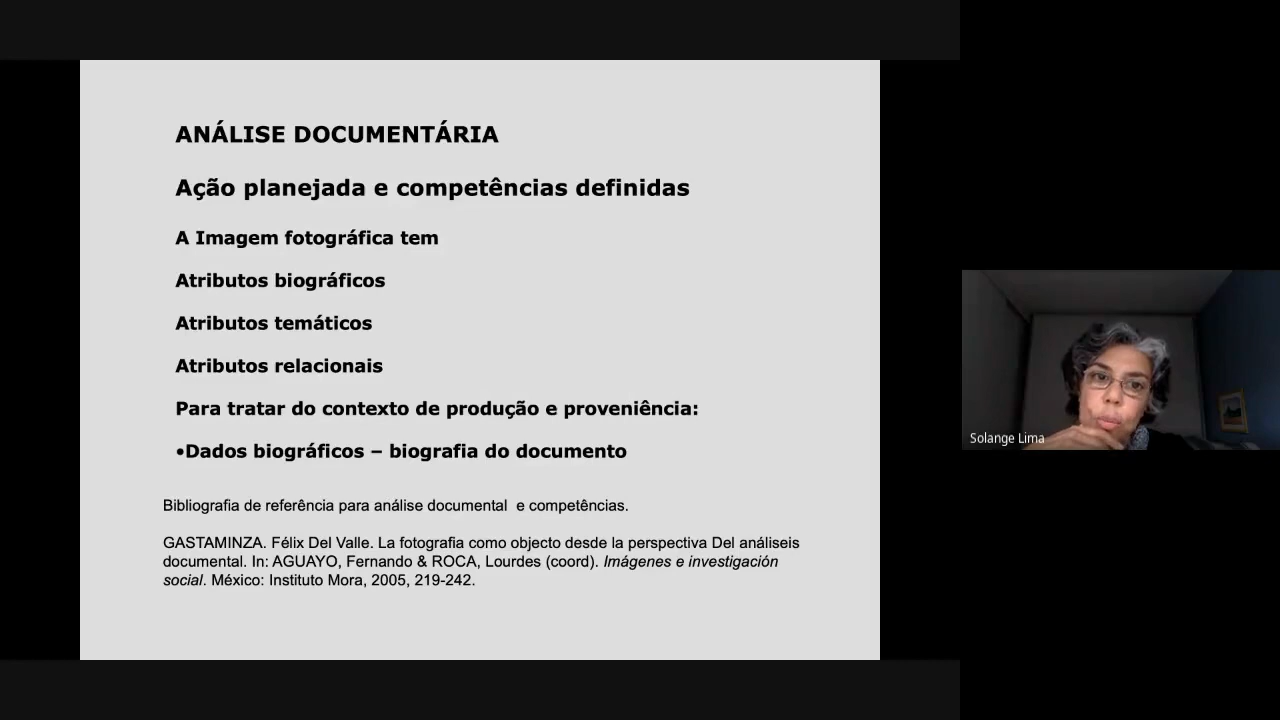 ANÁLISE DOCUMENTÁRIA
Ação planejada e competências definidas
A Imagem fotográfica tem
Atributos biográficos
Atributos temáticos
Atributos relacionais
Para tratar do contexto de produção e proveniência:
•Dados biográficos – biografia do documento
Bibliografia de referência para análise documental  e competências.
GASTAMINZA. Félix Del Valle. La fotografia como objecto desde la perspectiva Del análiseis
documental. In: AGUAYO, Fernando & ROCA, Lourdes (coord). Imágenes e investigación
social. México: Instituto Mora, 2005, 219-242.
Solange Lima